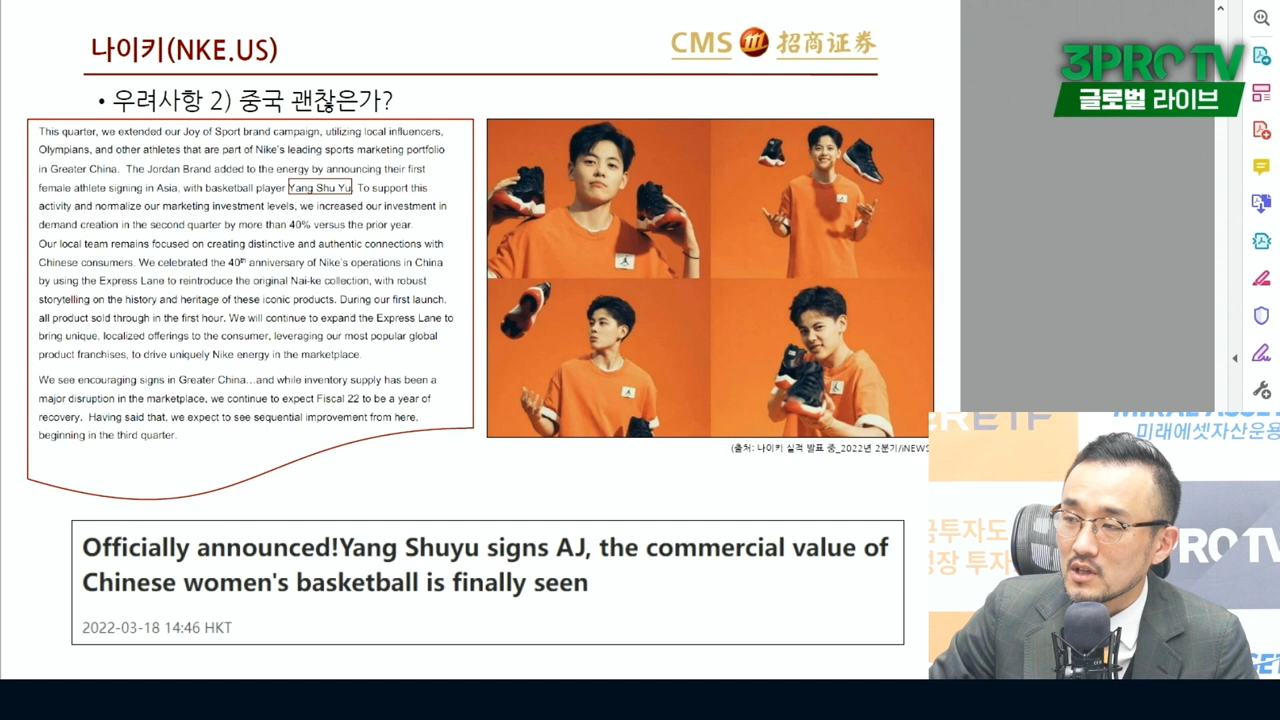 나이키(NKE.US)
CMS 招商证券
3PRO TV
글로벌 라이브
• 우려사항 2) 중국 괜찮은가?
This quarter, we extended our Joy of Sport brand campaign, utilizing local influencers,
Olympians, and other athletes that are part of Nike's leading sports marketing portfolio
in Greater China. The Jordan Brand added to the energy by announcing their first
female athlete signing in Asia, with basketball player Yang Shu Yu. To support this
activity and normalize our marketing investment levels, we increased our investment in
demand creation in the second quarter by more than 40% versus the prior year.
Our local team remains focused on creating distinctive and authentic connections with
Chinese consumers. We celebrated the 40th anniversary of Nike's operations in China
by using the Express Lane to reintroduce the original Nai-ke collection, with robust
storytelling on the history and heritage of these iconic products. During our first launch,
all product sold through in the first hour. We will continue to expand the Express Lane to
bring unique, localized offerings to the consumer, leveraging our most popular global
product franchises, to drive uniquely Nike energy in the marketplace.
We see encouraging signs in Greater China…and while inventory supply has been a
major disruption in the marketplace, we continue to expect Fiscal 22 to be a year of
recovery. Having said that, we expect to see sequential improvement from here,
beginning in the third quarter.
(출처: 나이키 실적 발표 중_2022년 2분기/iNEWS
Officially announced!Yang Shuyu signs AJ, the commercial value of
Chinese women's basketball is finally seen
2022-03-18 14:46 HKT
ER ETF
미래에셋자산운용
금투자도
성장 투자
PRO TV